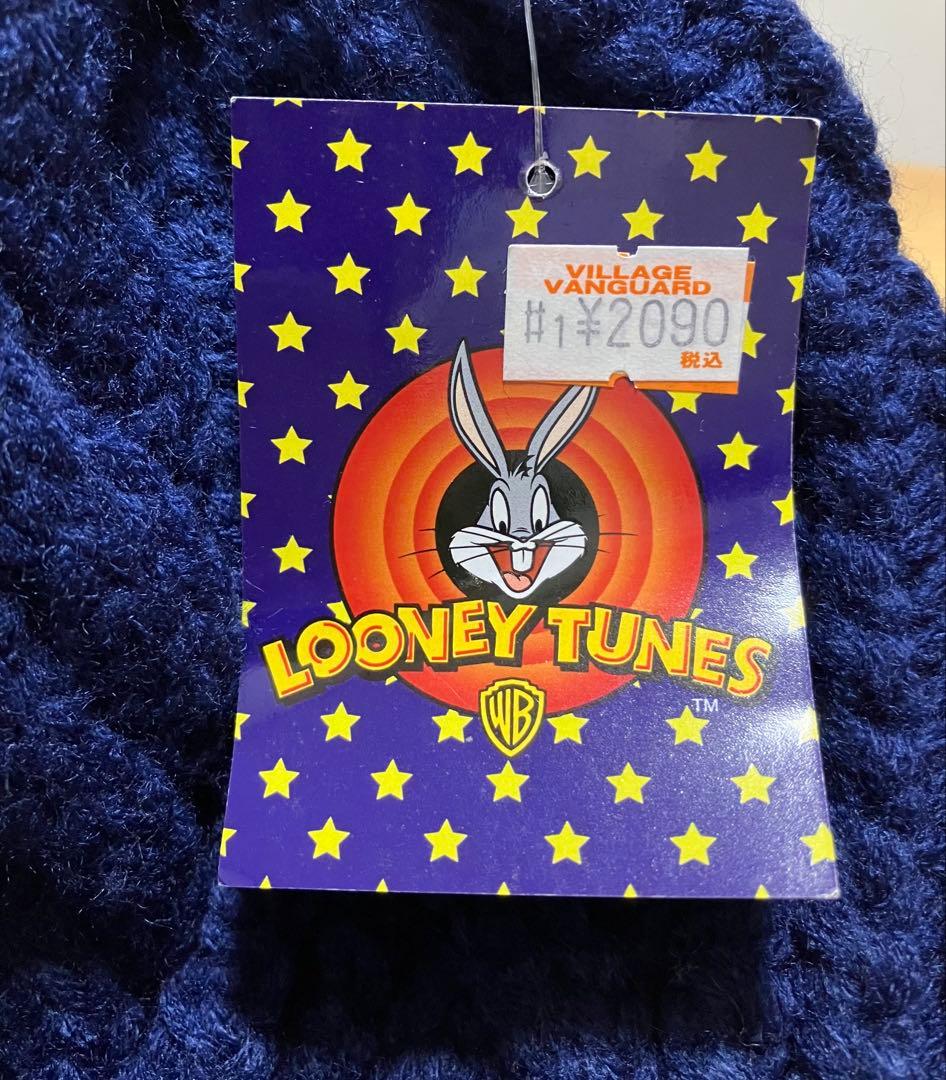 VILLAGE
VANGUARD
#1¥2090
税込
LOONEY TUNES
WB
TM